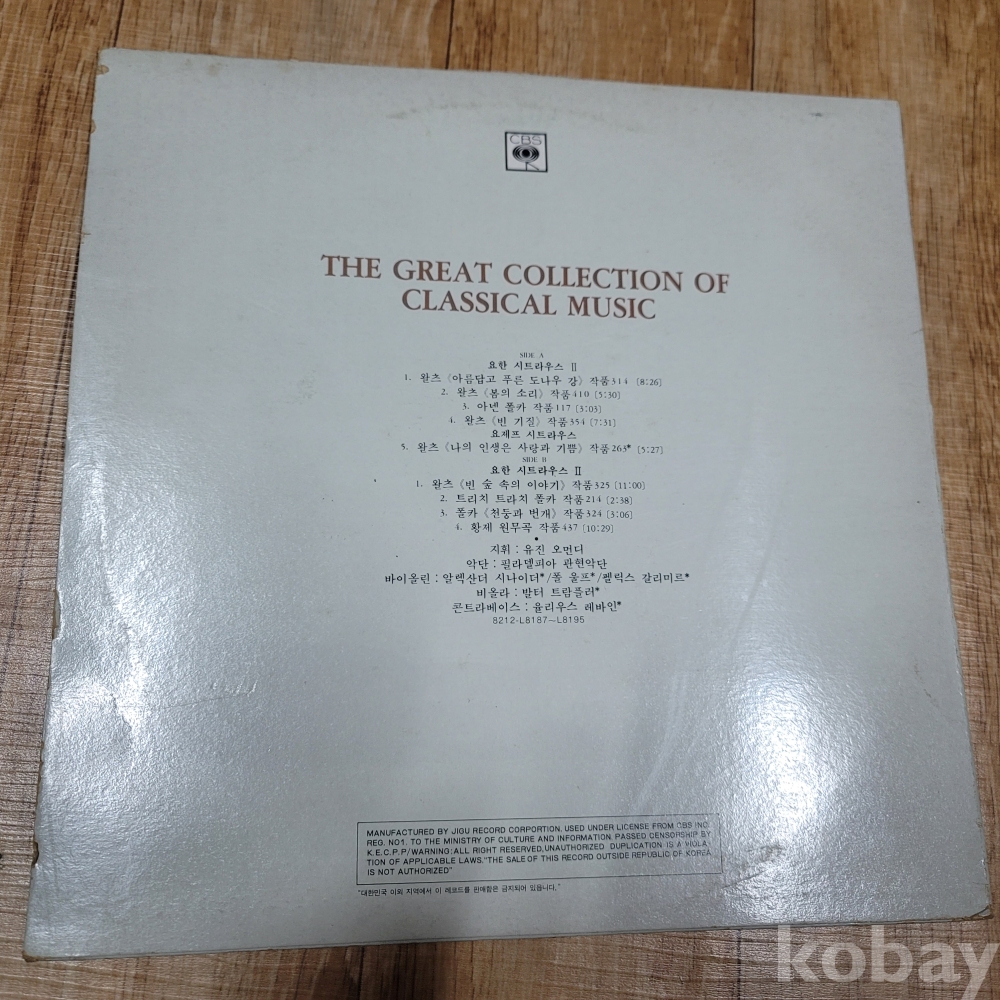 CBS
THE GREAT COLLECTION OF
CLASSICAL MUSIC
SIDE A
요한 시트라우스 Ⅱ
1. 왈츠《아름답고 푸른 도나우 강》작품314 [8:26]
2. 왈츠《봄의 소리》작품410 [5:30]
3. 아넨 폴카 작품117 [3:03]
4. 왈츠《빈 기질》작품354 [7:31]
요제프 시트라우스
5. 왈츠《나의 인생은 사랑과 기쁨》작품263* [5:27]
SIDE B
요한 시트라우스 Ⅱ
1. 왈츠《빈 숲 속의 이야기》작품325 [11:00]
2. 트리치 트라치 폴카 작품214 [2:38]
3. 폴카《천둥과 번개》작품324 [3:06]
4. 황제 원무곡 작품437 [10:29]
지휘 : 유진 오먼디
악단 : 필라델피아 관현악단
바이올린 : 알렉산더 시나이더*/폴 울프*/펠릭스 갈리미르*
비올라 : 발터 트람플러*
콘트라베이스 : 율리우스 레바인*
8212-L8187~L8195
MANUFACTURED BY JIGU RECORD CORPORTION, USED UNDER LICENSE FROM CBS INC.
REG. NO1. TO THE MINISTRY OF CULTURE AND INFORMATION. PASSED CENSORSHIP BY
K.E.C.P.P/WARNING:ALL RIGHT RESERVED,UNAUTHORIZED DUPLICATION IS A VIOLA-
TION OF APPLICABLE LAWS."THE SALE OF THIS RECORD OUTSIDE REPUBLIC OF KOREA
IS NOT AUTHORIZED"
"대한민국 이외 지역에서 이 레코드를 판매함은 금지되어 있읍니다."
kobay